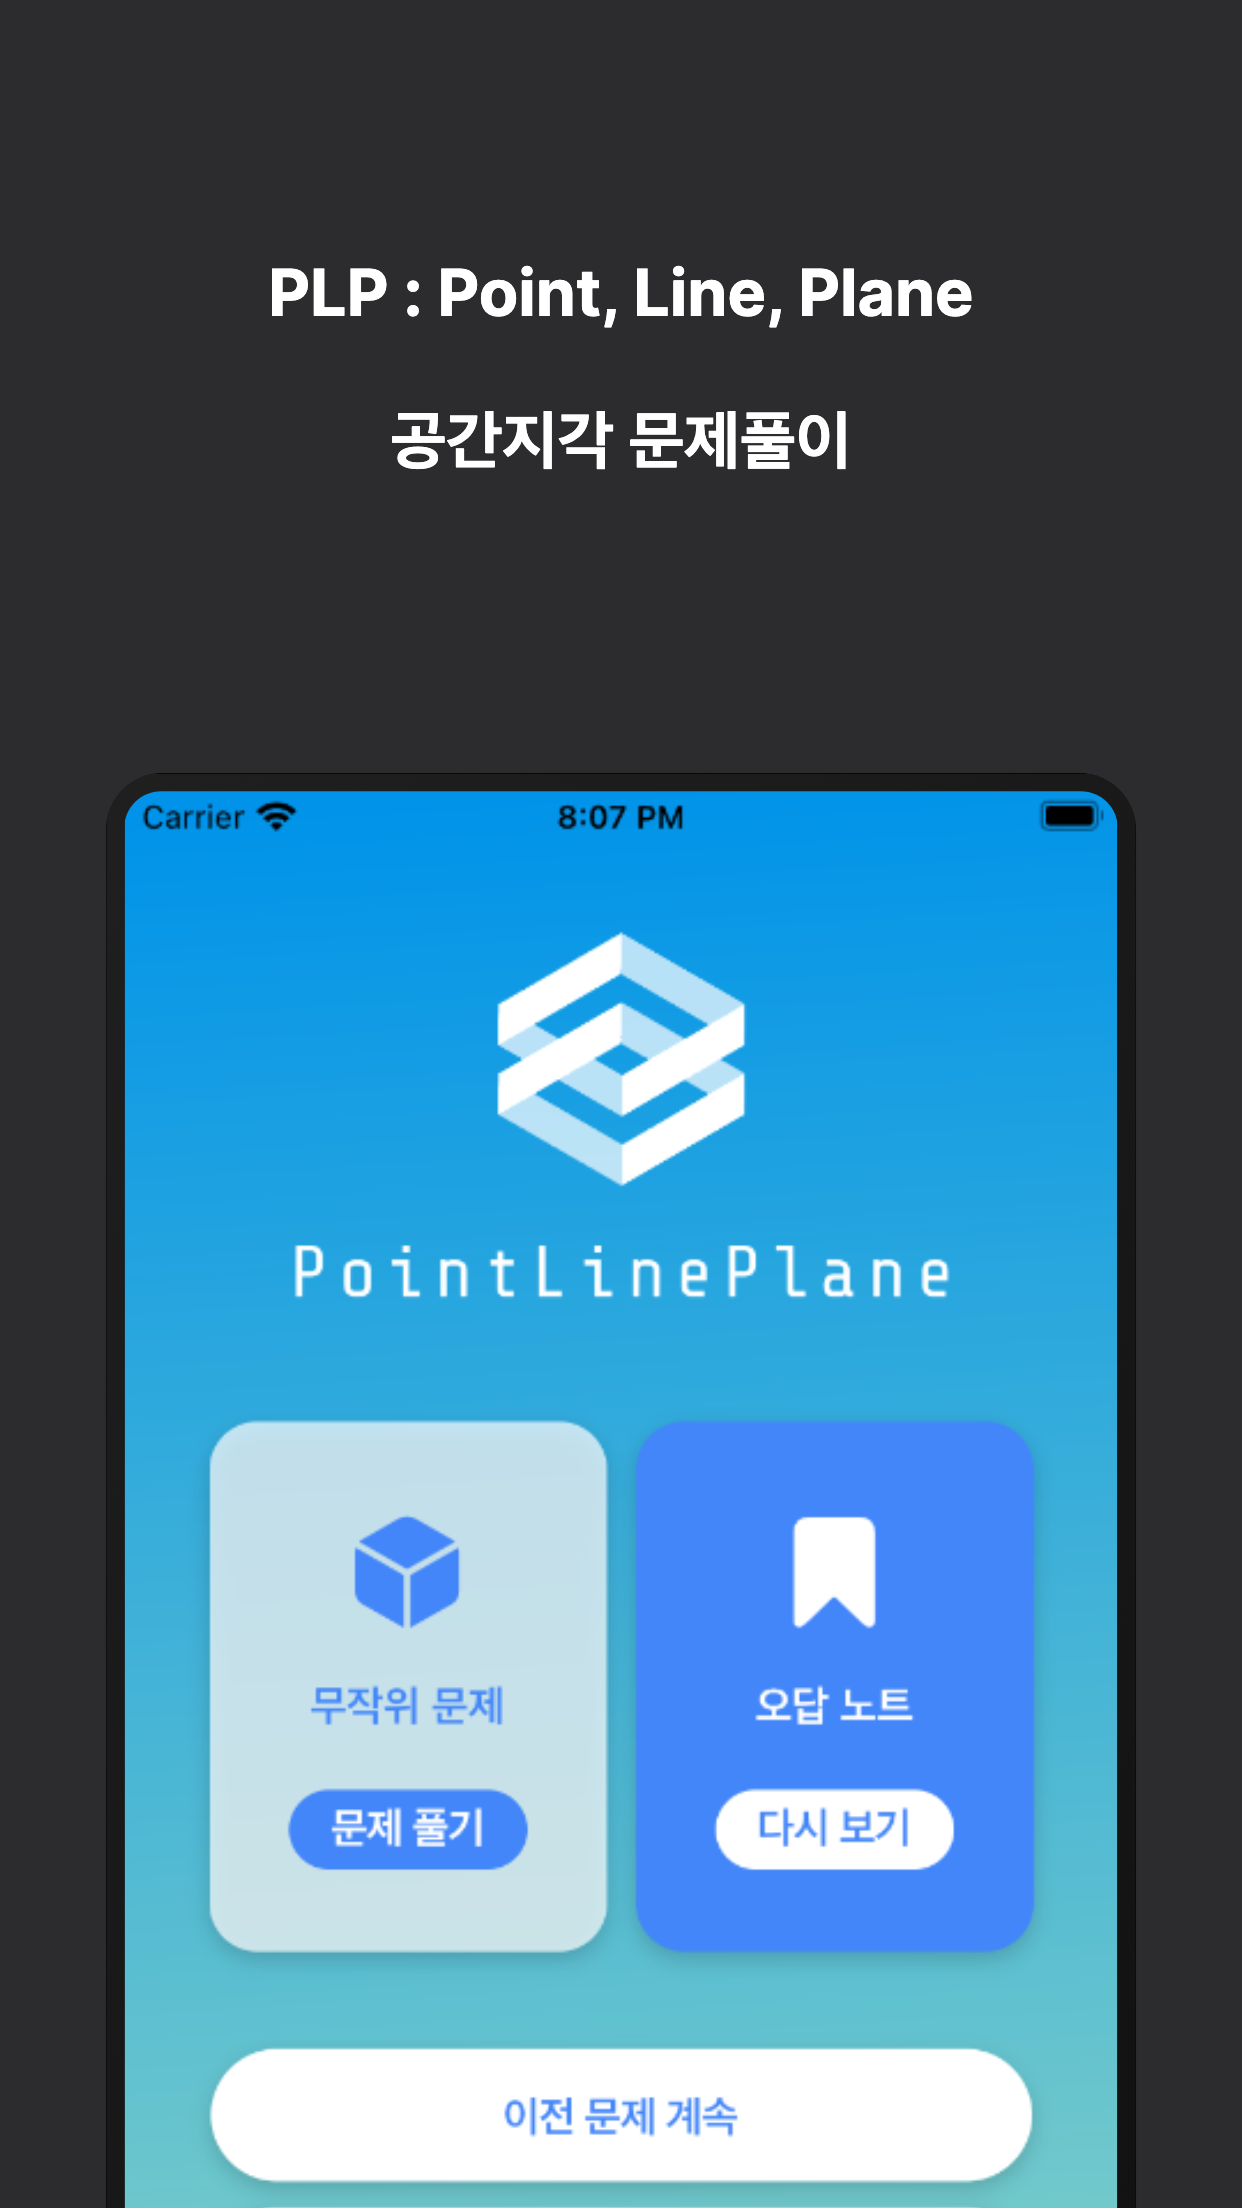 PLP : Point, Line, Plane
공간지각 문제풀이
Carrier 8:07 PM
PointLinePlane
무작위 문제
오답 노트
문제 풀기
다시 보기
이전 문제 계속